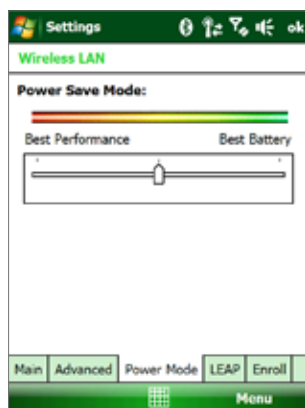 Settings ok
Wireless LAN
Power Save Mode:
Best Performance Best Battery
Main Advanced Power Mode LEAP Enroll
Menu